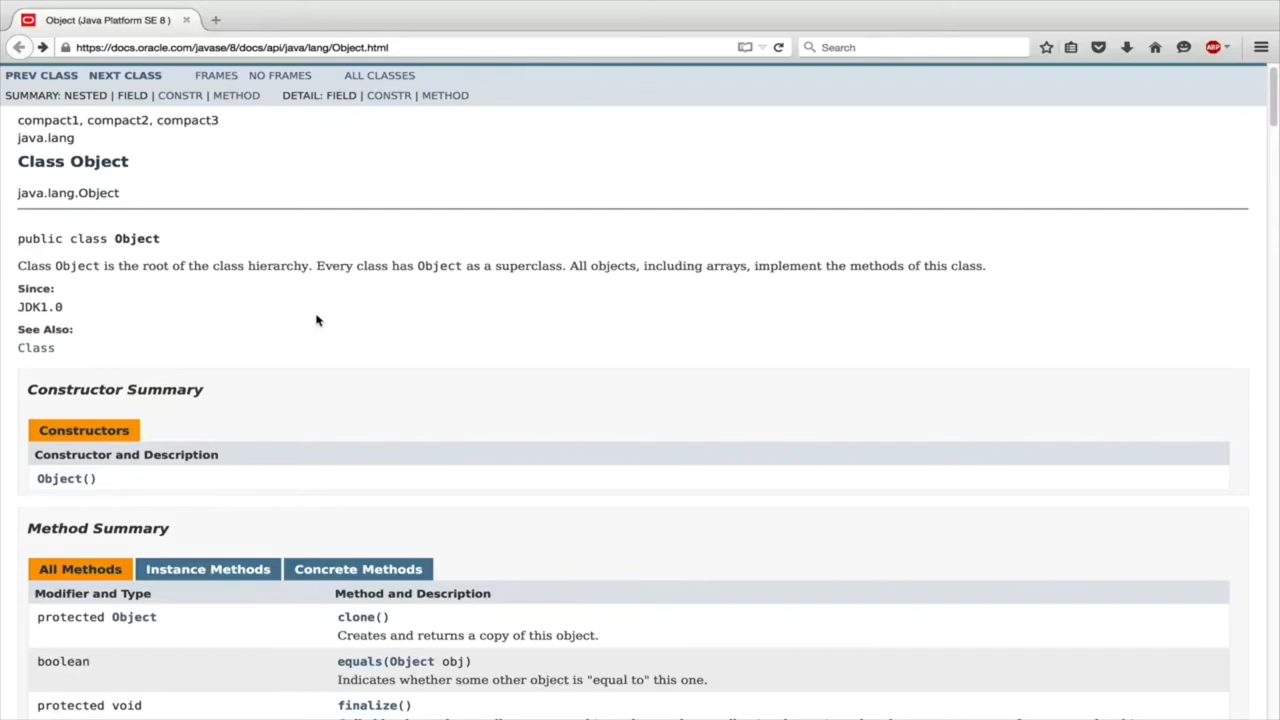 Object (Java Platform SE 8 )
https://docs.oracle.com/javase/8/docs/api/java/lang/Object.html
Search
ABP
PREV CLASS NEXT CLASS FRAMES NO FRAMES ALL CLASSES
SUMMARY: NESTED | FIELD | CONSTR | METHOD DETAIL: FIELD | CONSTR | METHOD
compact1, compact2, compact3
java.lang
Class Object
java.lang.Object
public class Object
Class Object is the root of the class hierarchy. Every class has Object as a superclass. All objects, including arrays, implement the methods of this class.
Since:
JDK1.0
See Also:
Class
Constructor Summary
Constructors
Constructor and Description
Object()
Method Summary
All Methods Instance Methods Concrete Methods
Modifier and Type Method and Description
protected Object clone()
Creates and returns a copy of this object.
boolean equals(Object obj)
Indicates whether some other object is "equal to" this one.
protected void finalize()